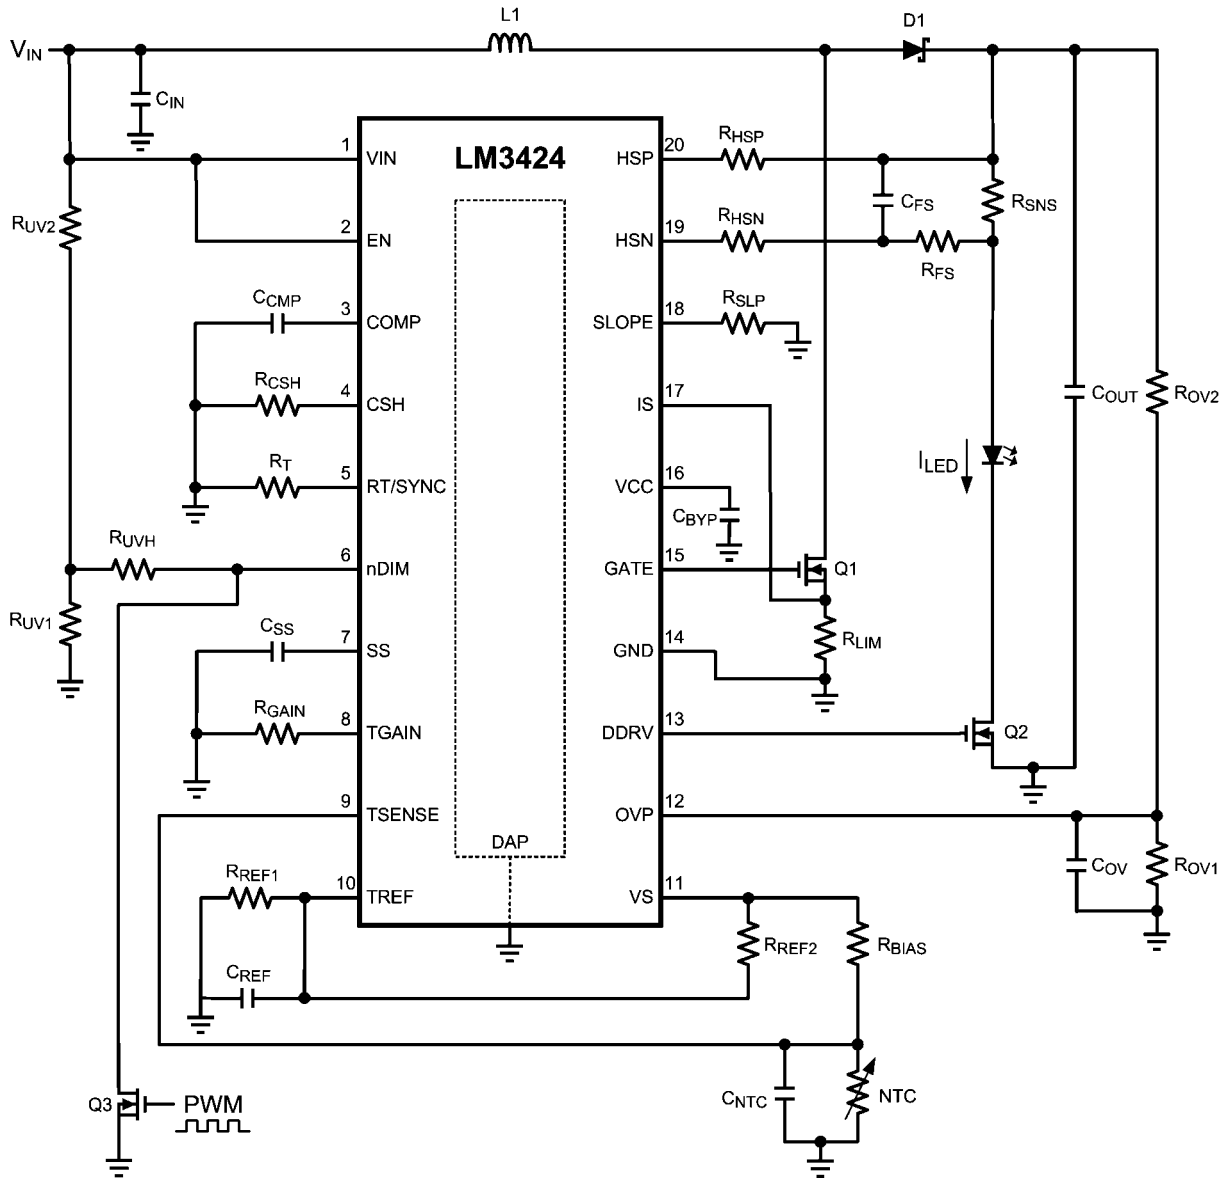 L1
D1
VIN
CIN
LM3424
1
VIN
HSP
20
RHSP
RUV2
CFS
RSNS
2
EN
HSN
19
RHSN
RFS
CCMP
3
COMP
SLOPE
18
RSLP
RCSH
4
CSH
IS
17
COUT
ROV2
RT
5
RT/SYNC
VCC
16
CBYP
ILED
RUVH
6
nDIM
GATE
15
Q1
RUV1
CSS
7
SS
GND
14
RLIM
RGAIN
8
TGAIN
DDRV
13
Q2
9
TSENSE
OVP
12
DAP
COV
ROV1
RREF1
10
TREF
VS
11
RREF2
RBIAS
CREF
CNTC
NTC
Q3
PWM